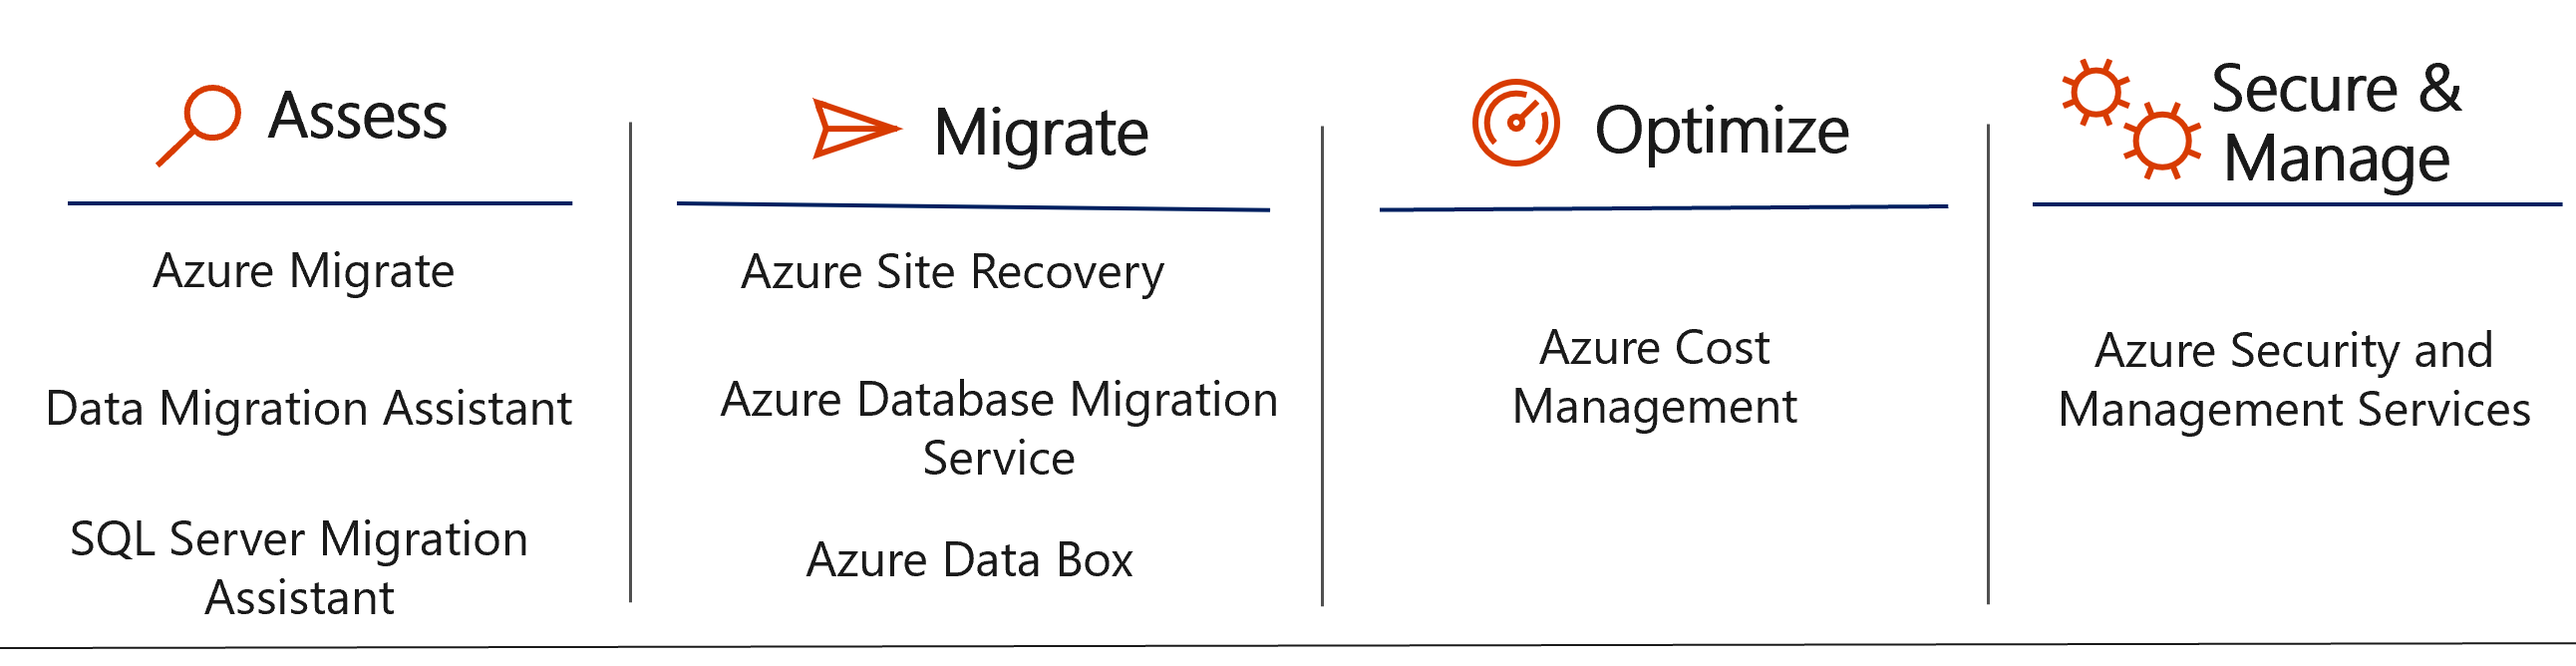 Assess
Azure Migrate
Data Migration Assistant
SQL Server Migration
Assistant
Migrate
Azure Site Recovery
Azure Database Migration
Service
Azure Data Box
Optimize
Azure Cost
Management
Secure &
Manage
Azure Security and
Management Services